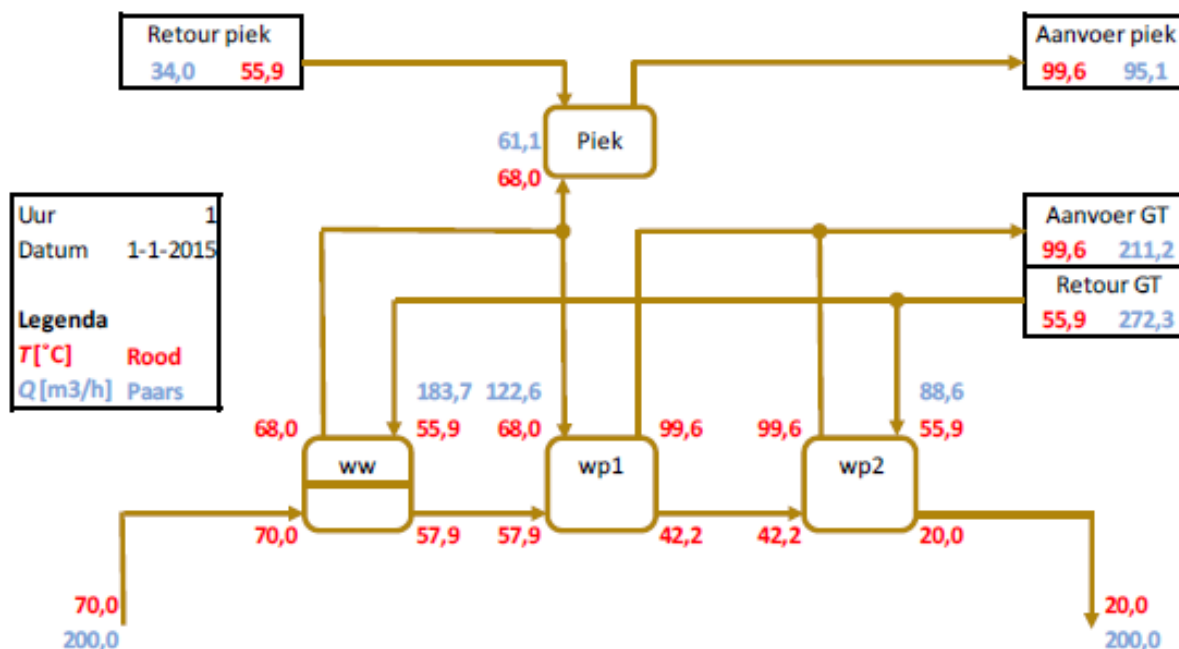 Retour piek
34,0 55,9
Aanvoer piek
99,6 95,1
61,1
Piek
68,0
Uur 1
Datum 1-1-2015
Legenda
T[˚C] Rood
Q[m3/h] Paars
Aanvoer GT
99,6 211,2
Retour GT
55,9 272,3
183,7 122,6 88,6
68,0 55,9 68,0 99,6 99,6 55,9
ww wp1 wp2
70,0 57,9 57,9 42,2 42,2 20,0
70,0 20,0
200,0 200,0